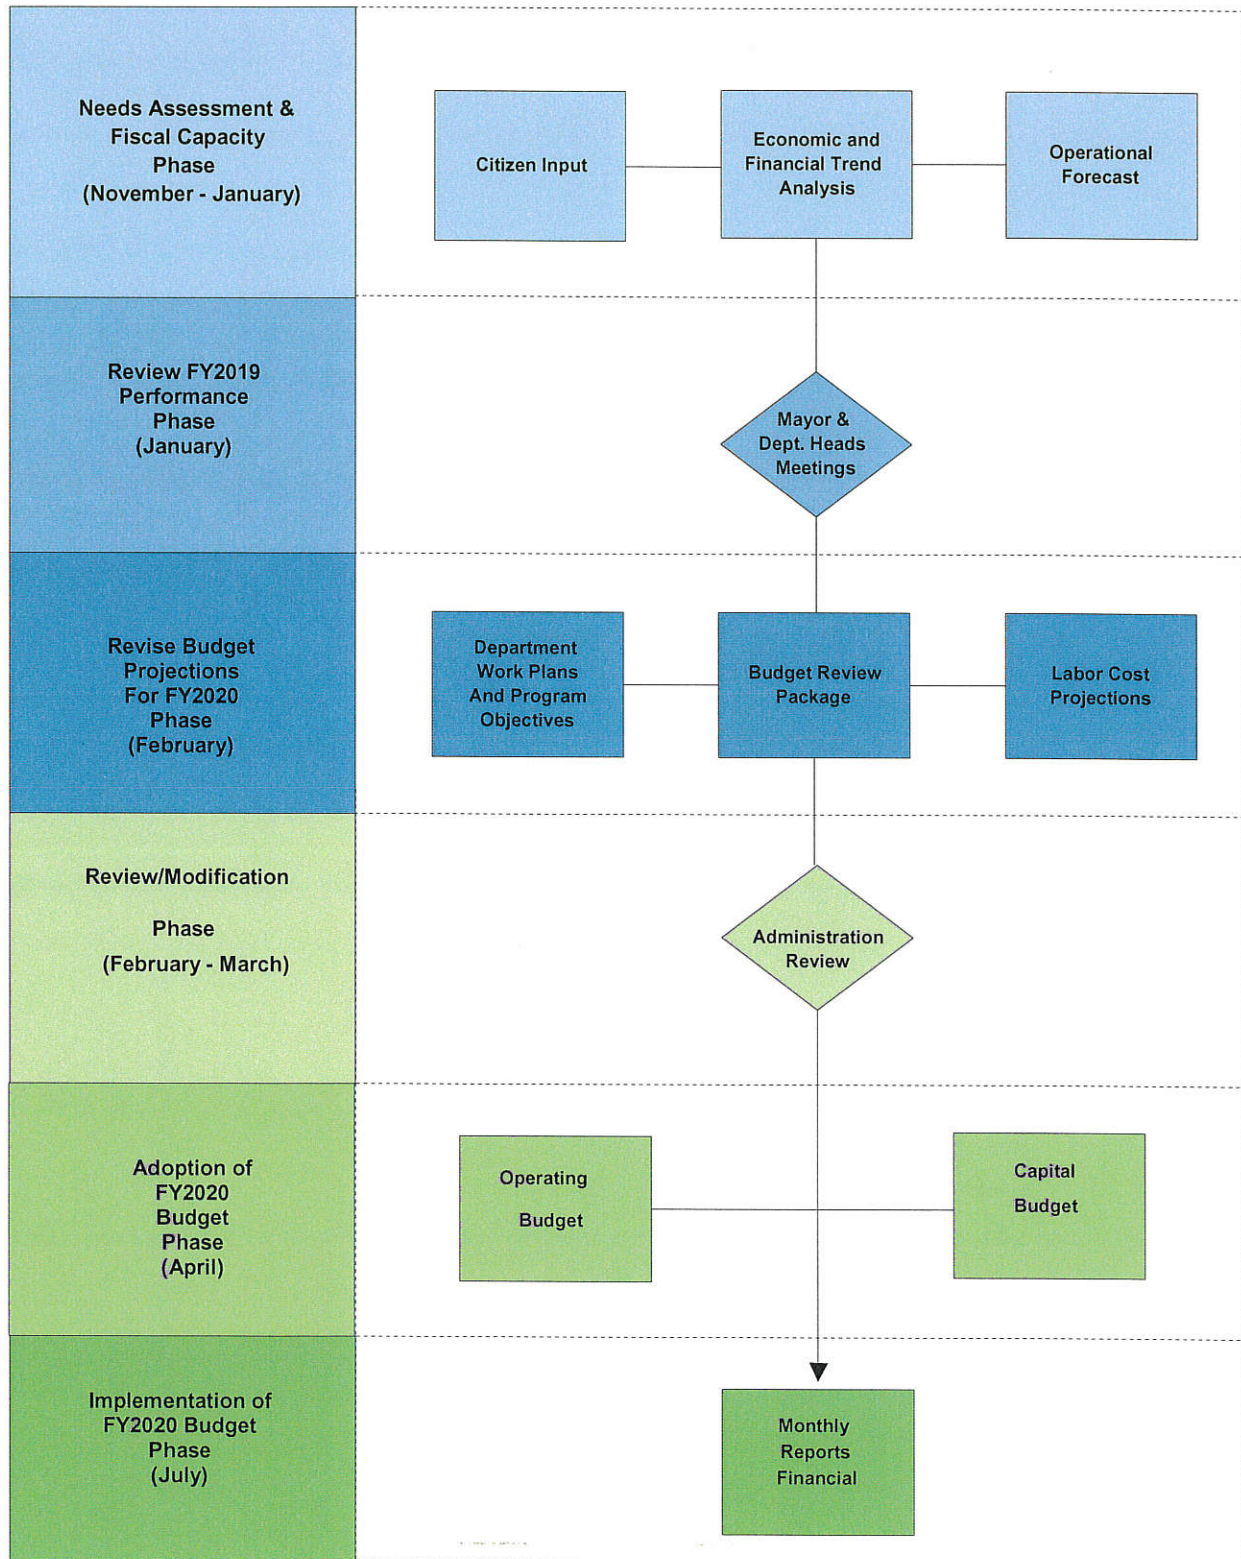 Needs Assessment &
Fiscal Capacity
Phase
(November - January)
Citizen Input
Economic and
Financial Trend
Analysis
Operational
Forecast
Review FY2019
Performance
Phase
(January)
Mayor &
Dept. Heads
Meetings
Revise Budget
Projections
For FY2020
Phase
(February)
Department
Work Plans
And Program
Objectives
Budget Review
Package
Labor Cost
Projections
Review/Modification
Phase
(February - March)
Administration
Review
Adoption of
FY2020
Budget
Phase
(April)
Operating
Budget
Capital
Budget
Implementation of
FY2020 Budget
Phase
(July)
Monthly
Reports
Financial